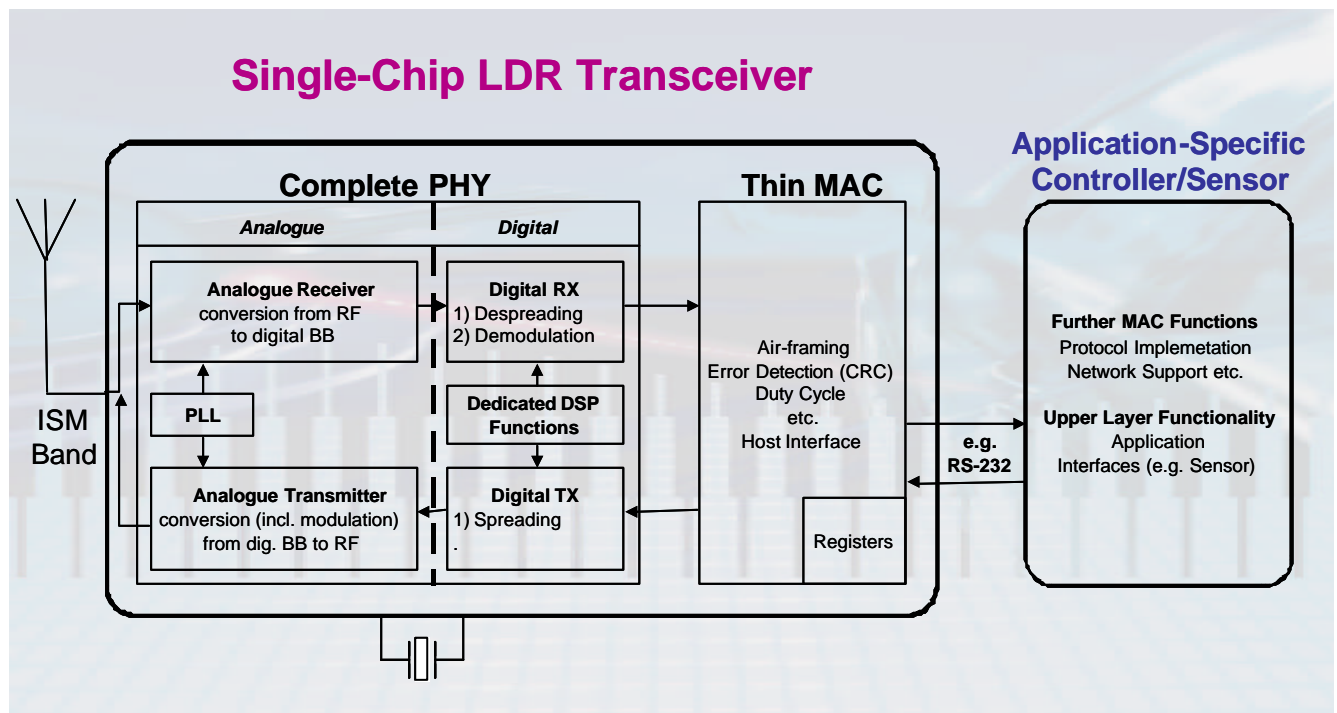 Single-Chip LDR Transceiver
Application-Specific
Controller/Sensor
Complete PHY
Thin MAC
Analogue
Digital
Analogue Receiver
conversion from RF
to digital BB
Digital RX
1) Despreading
2) Demodulation
PLL
Dedicated DSP
Functions
ISM
Band
Analogue Transmitter
conversion (incl. modulation)
from dig. BB to RF
Digital TX
1) Spreading
.
Air-framing
Error Detection (CRC)
Duty Cycle
etc.
Host Interface
Registers
e.g.
RS-232
Further MAC Functions
Protocol Implemetation
Network Support etc.
Upper Layer Functionality
Application
Interfaces (e.g. Sensor)